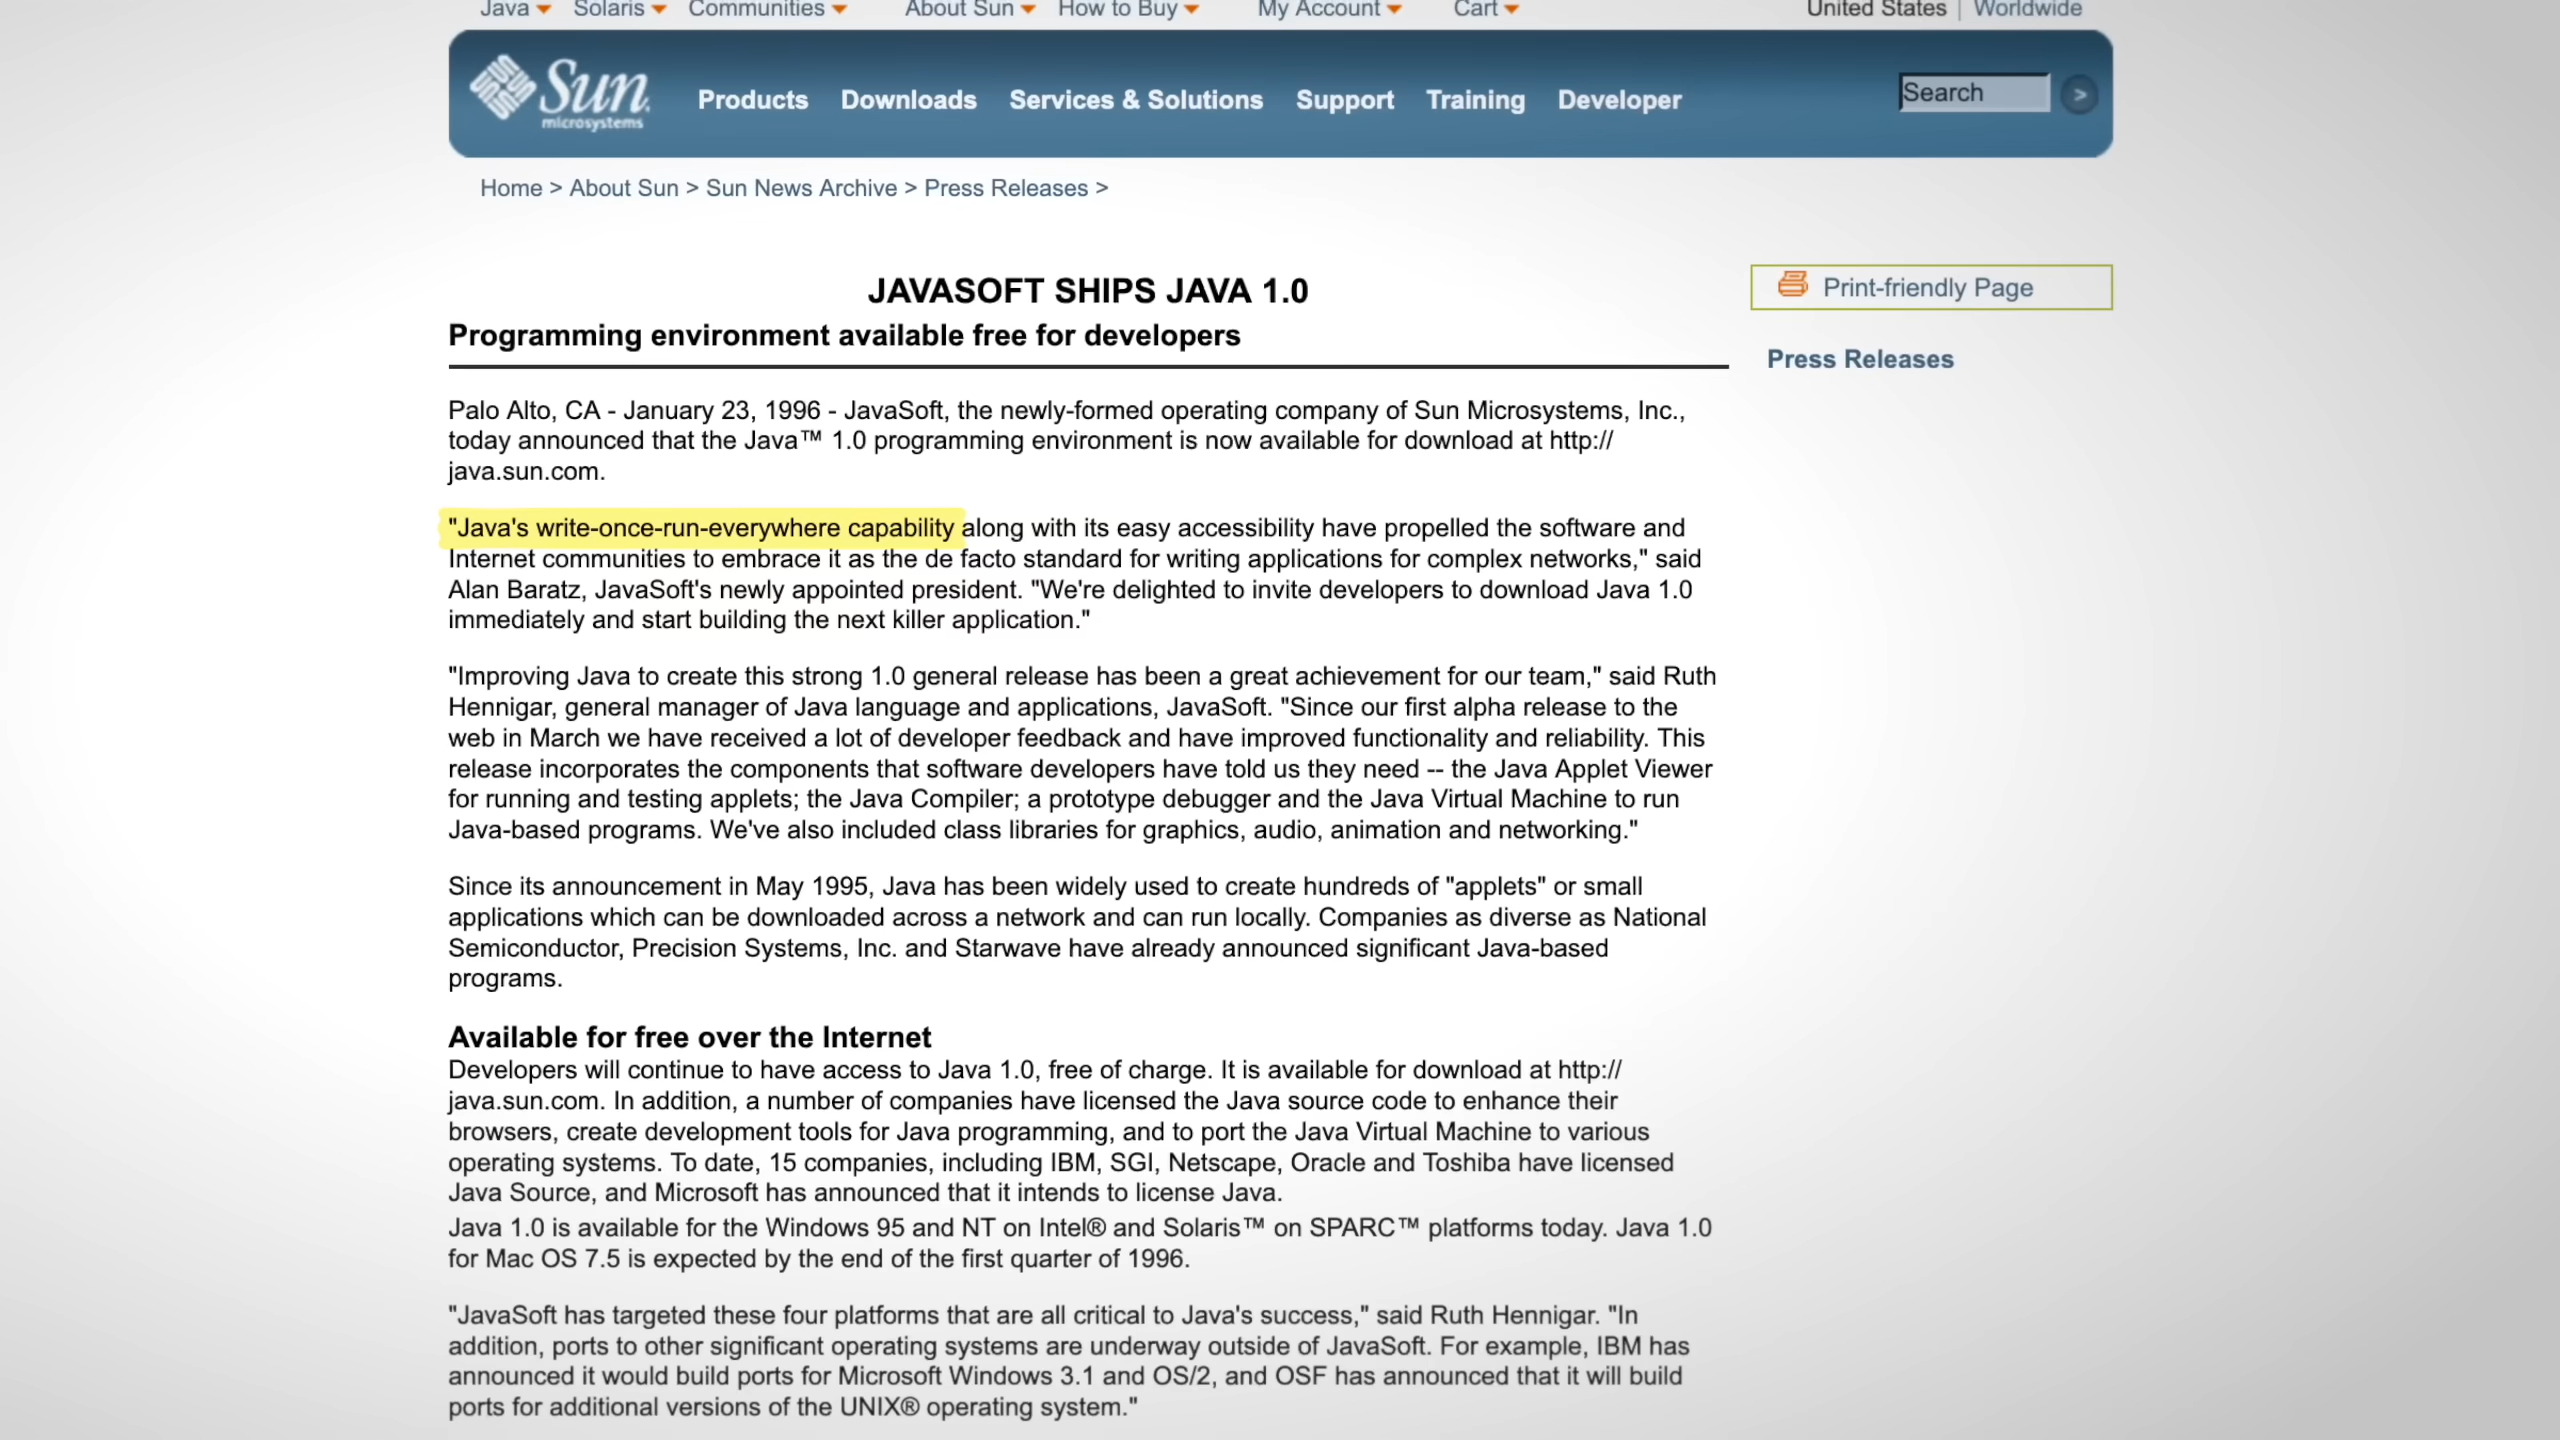 Java Solaris Communities About Sun How to Buy My Account Cart United States | Worldwide
Sun microsystems
Products Downloads Services & Solutions Support Training Developer Search >
Home > About Sun > Sun News Archive > Press Releases >
JAVASOFT SHIPS JAVA 1.0
Programming environment available free for developers
Print-friendly Page
Press Releases
Palo Alto, CA - January 23, 1996 - JavaSoft, the newly-formed operating company of Sun Microsystems, Inc.,
today announced that the Java™ 1.0 programming environment is now available for download at http://
java.sun.com.
"Java's write-once-run-everywhere capability along with its easy accessibility have propelled the software and
Internet communities to embrace it as the de facto standard for writing applications for complex networks," said
Alan Baratz, JavaSoft's newly appointed president. "We're delighted to invite developers to download Java 1.0
immediately and start building the next killer application."
"Improving Java to create this strong 1.0 general release has been a great achievement for our team," said Ruth
Hennigar, general manager of Java language and applications, JavaSoft. "Since our first alpha release to the
web in March we have received a lot of developer feedback and have improved functionality and reliability. This
release incorporates the components that software developers have told us they need -- the Java Applet Viewer
for running and testing applets; the Java Compiler; a prototype debugger and the Java Virtual Machine to run
Java-based programs. We've also included class libraries for graphics, audio, animation and networking."
Since its announcement in May 1995, Java has been widely used to create hundreds of "applets" or small
applications which can be downloaded across a network and can run locally. Companies as diverse as National
Semiconductor, Precision Systems, Inc. and Starwave have already announced significant Java-based
programs.
Available for free over the Internet
Developers will continue to have access to Java 1.0, free of charge. It is available for download at http://
java.sun.com. In addition, a number of companies have licensed the Java source code to enhance their
browsers, create development tools for Java programming, and to port the Java Virtual Machine to various
operating systems. To date, 15 companies, including IBM, SGI, Netscape, Oracle and Toshiba have licensed
Java Source, and Microsoft has announced that it intends to license Java.
Java 1.0 is available for the Windows 95 and NT on Intel® and Solaris™ on SPARC™ platforms today. Java 1.0
for Mac OS 7.5 is expected by the end of the first quarter of 1996.
"JavaSoft has targeted these four platforms that are all critical to Java's success," said Ruth Hennigar. "In
addition, ports to other significant operating systems are underway outside of JavaSoft. For example, IBM has
announced it would build ports for Microsoft Windows 3.1 and OS/2, and OSF has announced that it will build
ports for additional versions of the UNIX® operating system."